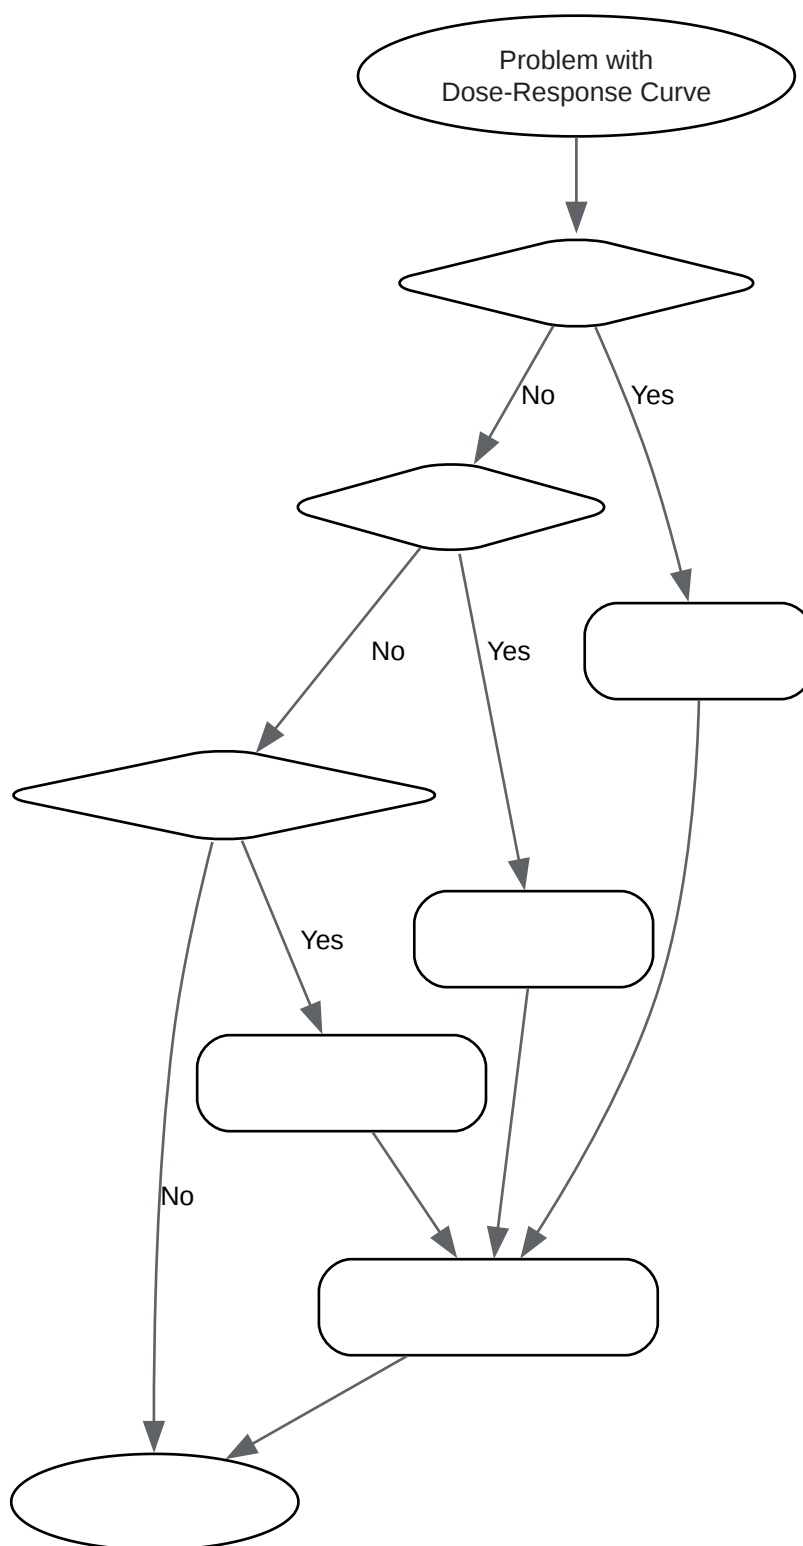 Problem with
Dose-Response Curve
No
Yes
No
Yes
Yes
No